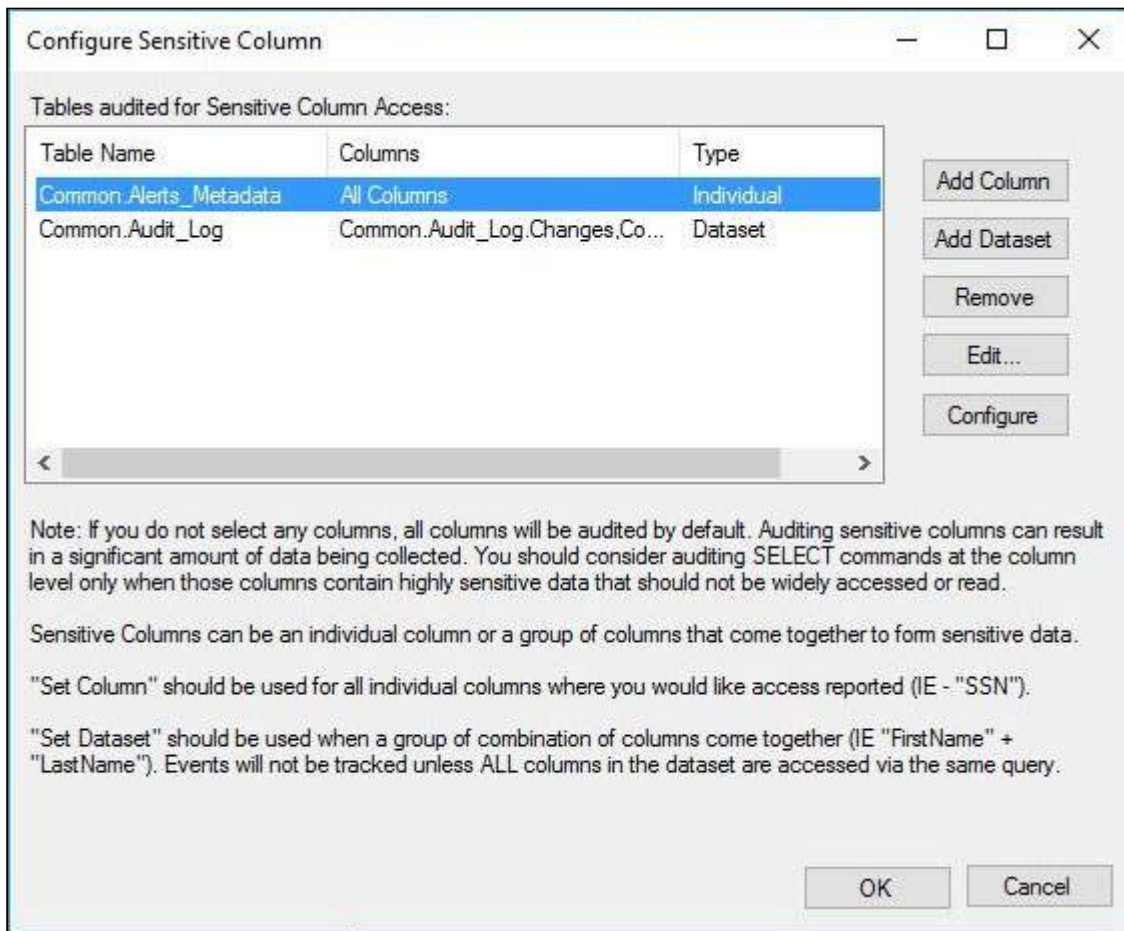 Configure Sensitive Column
Tables audited for Sensitive Column Access:
Table Name Columns Type
Common.Alerts_Metadata All Columns Individual
Common.Audit_Log Common.Audit_Log.Changes,Co... Dataset
Add Column
Add Dataset
Remove
Edit...
Configure
Note: If you do not select any columns, all columns will be audited by default. Auditing sensitive columns can result
in a significant amount of data being collected. You should consider auditing SELECT commands at the column
level only when those columns contain highly sensitive data that should not be widely accessed or read.
Sensitive Columns can be an individual column or a group of columns that come together to form sensitive data.
"Set Column" should be used for all individual columns where you would like access reported (IE - "SSN").
"Set Dataset" should be used when a group of combination of columns come together (IE "FirstName" +
"LastName"). Events will not be tracked unless ALL columns in the dataset are accessed via the same query.
OK Cancel